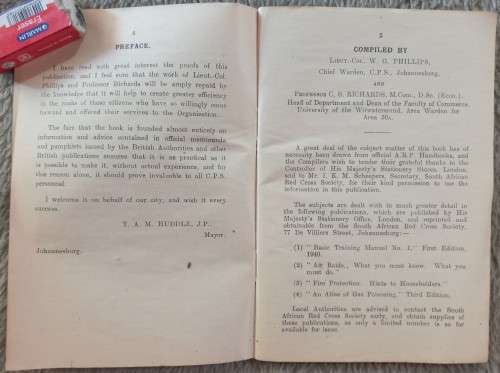 MARLIN
Eraser
4
PREFACE.
I have read with great interest the proofs of this
publication, and I feel sure that the work of Lieut.-Col.
Phillips and Professor Richards will be amply repaid by
the knowledge that it will help to create greater efficiency
in the ranks of those citizens who have so willingly come
forward and offered their services to the Organisation.
The fact that the book is founded almost entirely on
information and advice contained in official memoranda
and pamphlets issued by the British Authorities and other
British publications ensures that it is as practical as it
is possible to make it, without actual experience, and for
this reason alone, it should prove invaluable to all C.P.S.
personnel.
I welcome it on behalf of our city, and wish it every
success.
T. A. M. HUDDLE, J.P.,
Mayor.
Johannesburg.
5
COMPILED BY
LIEUT.-COL. W. G. PHILLIPS,
Chief Warden, C.P.S., Johannesburg,
AND
PROFESSOR C. S. RICHARDS, M.Com., D.Sc. (Econ.),
Head of Department and Dean of the Faculty of Commerce,
University of the Witwatersrand, Area Warden for
Area 30a.
A great deal of the subject matter of this book has of
necessity been drawn from official A.R.P. Handbooks, and
the Compilers wish to tender their grateful thanks to the
Controller of His Majesty's Stationery Stores, London,
and to Mr. I. E. M. Scheepers, Secretary, South African
Red Cross Society, for their kind permission to use the
information in this publication.
The subjects are dealt with in much greater detail in
the following publications, which are published by His
Majesty's Stationery Office, London, and reprinted and
obtainable from the South African Red Cross Society,
77 De Villiers Street, Johannesburg:—
(1) "Basic Training Manual No. 1," First Edition,
1940.
(2) "Air Raids., What you must know. What you
must do."
(3) "Fire Protection. Hints to Householders."
(4) "An Atlas of Gas Poisoning," Third Edition.
Local Authorities are advised to contact the South
African Red Cross Society early, and obtain supplies of
these publications, as only a limited number is so far
available for issue.